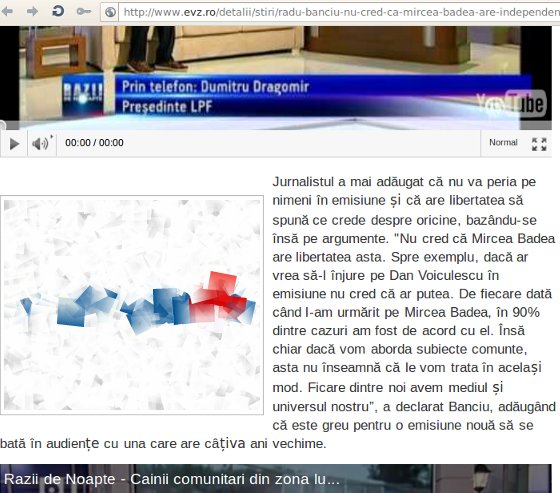 http://www.evz.ro/detalii/stiri/radu-banciu-nu-cred-ca-mircea-badea-are-independen
RAZII
DE NOAPTE
Prin telefon: Dumitru Dragomir
Președinte LPF
YouTube
00:00 / 00:00
Normal
Jurnalistul a mai adăugat că nu va peria pe
nimeni în emisiune și că are libertatea să
spună ce crede despre oricine, bazându-se
însă pe argumente. "Nu cred că Mircea Badea
are libertatea asta. Spre exemplu, dacă ar
vrea să-l înjure pe Dan Voiculescu în
emisiune nu cred că ar putea. De fiecare dată
când l-am urmărit pe Mircea Badea, în 90%
dintre cazuri am fost de acord cu el. Însă
chiar dacă vom aborda subiecte comunte,
asta nu înseamnă că le vom trata în același
mod. Ficare dintre noi avem mediul și
universul nostru”, a declarat Banciu, adăugând
că este greu pentru o emisiune nouă să se
bată în audiențe cu una care are câțiva ani vechime.
Razii de Noapte - Cainii comunitari din zona lu...